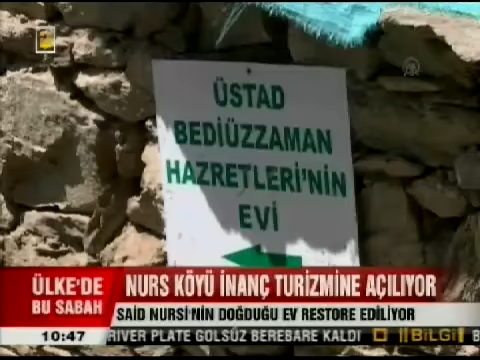 ÜSTAD
BEDİÜZZAMAN
HAZRETLERİ'NİN
EVİ
ÜLKE'DE
BU SABAH
NURS KÖYÜ İNANÇ TURİZMİNE AÇILIYOR
SAİD NURSİ'NİN DOĞDUĞU EV RESTORE EDİLİYOR
10:47
RIVER PLATE GOLSÜZ BEREBARE KALDI
BİLGİ